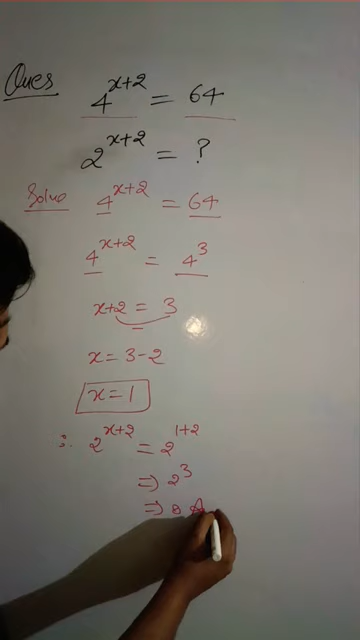 Ques 4^{x+2} = 64
2^{x+2} = ?
Solve 4^{x+2} = 64
4^{x+2} = 4^3
x+2 = 3
x = 3-2
x = 1
∴ 2^{x+2} = 2^{1+2}
⇒ 2^3
⇒ 8 A